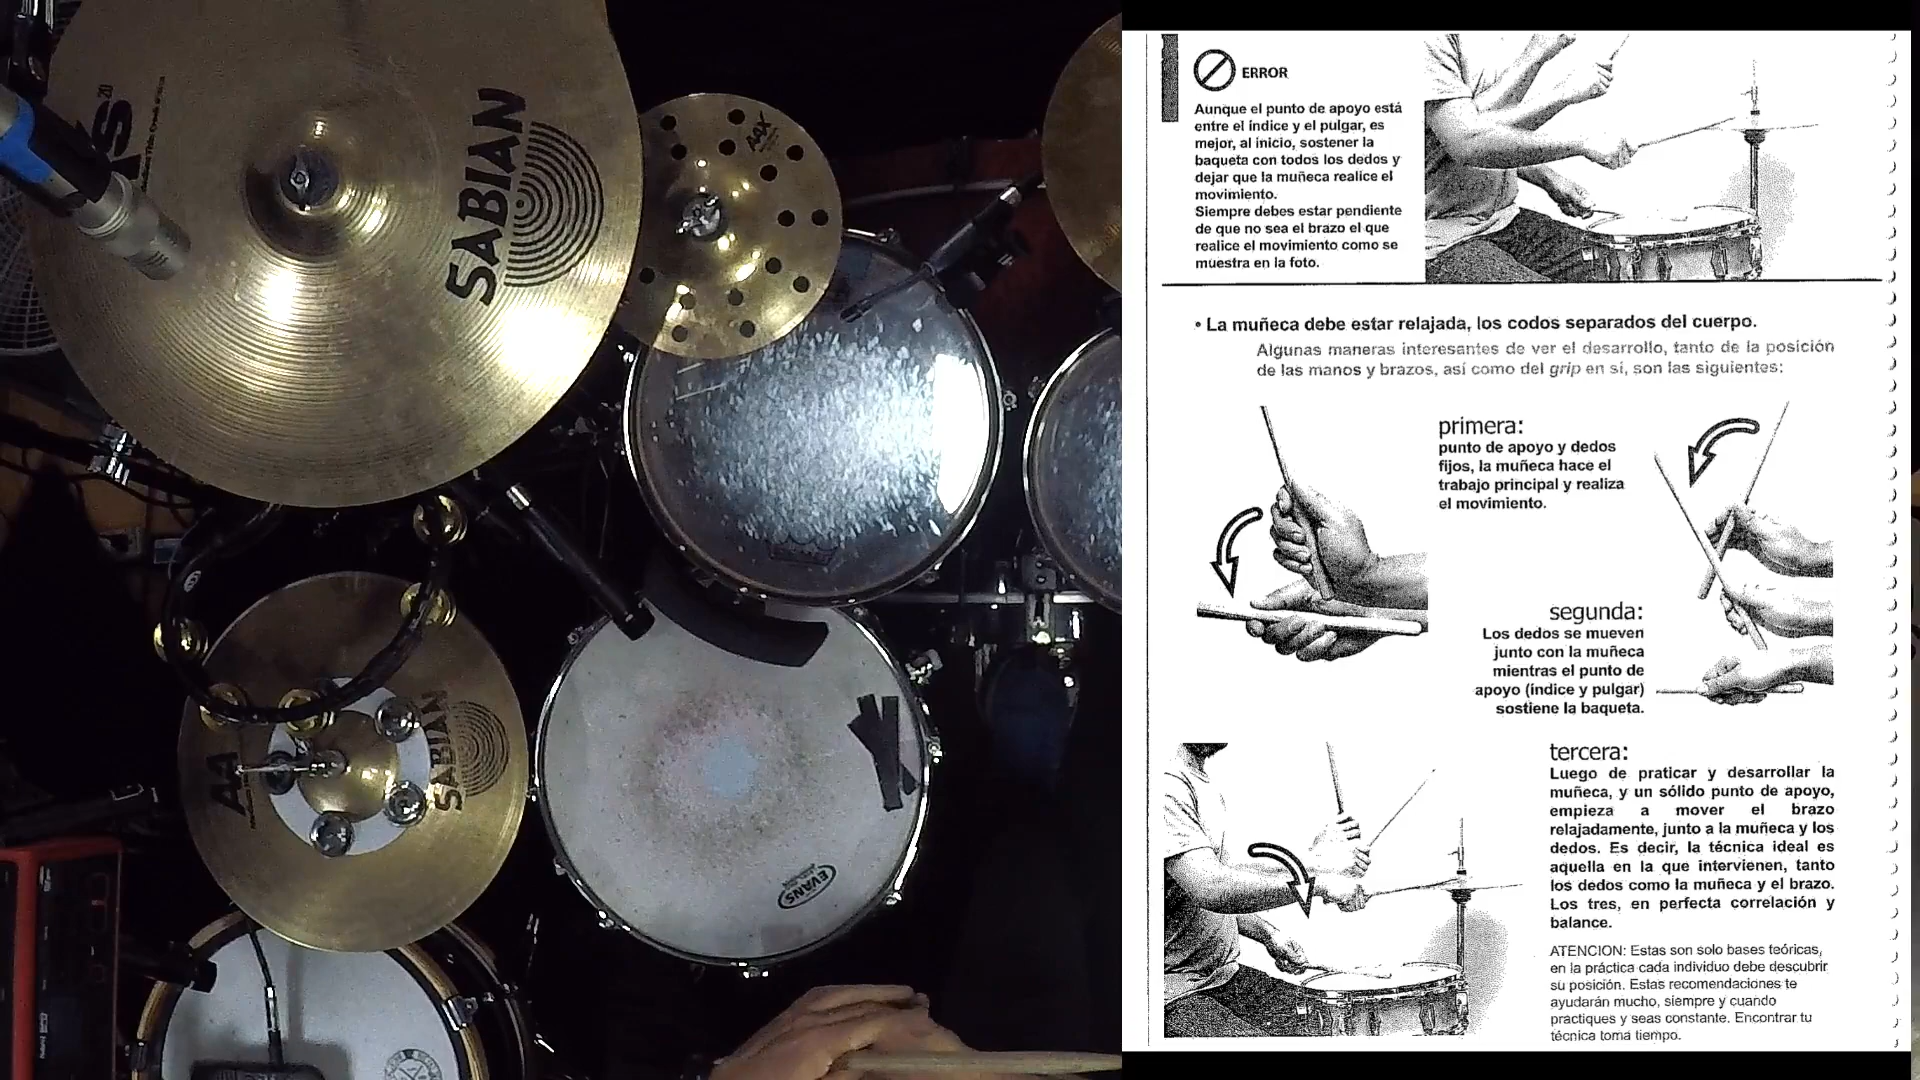 20
SABIAN
AAX
AA
SABIAN
EVANS
ERROR
Aunque el punto de apoyo está
entre el índice y el pulgar, es
mejor, al inicio, sostener la
baqueta con todos los dedos y
dejar que la muñeca realice el
movimiento.
Siempre debes estar pendiente
de que no sea el brazo el que
realice el movimiento como se
muestra en la foto.
• La muñeca debe estar relajada, los codos separados del cuerpo.
Algunas maneras interesantes de ver el desarrollo, tanto de la posición
de las manos y brazos, así como del grip en sí, son las siguientes:
primera:
punto de apoyo y dedos
fijos, la muñeca hace el
trabajo principal y realiza
el movimiento.
segunda:
Los dedos se mueven
junto con la muñeca
mientras el punto de
apoyo (índice y pulgar)
sostiene la baqueta.
tercera:
Luego de praticar y desarrollar la
muñeca, y un sólido punto de apoyo,
empieza a mover el brazo
relajadamente, junto a la muñeca y los
dedos. Es decir, la técnica ideal es
aquella en la que intervienen, tanto
los dedos como la muñeca y el brazo.
Los tres, en perfecta correlación y
balance.
ATENCION: Estas son solo bases teóricas,
en la práctica cada individuo debe descubrir
su posición. Estas recomendaciones te
ayudarán mucho, siempre y cuando
practiques y seas constante. Encontrar tu
técnica toma tiempo.